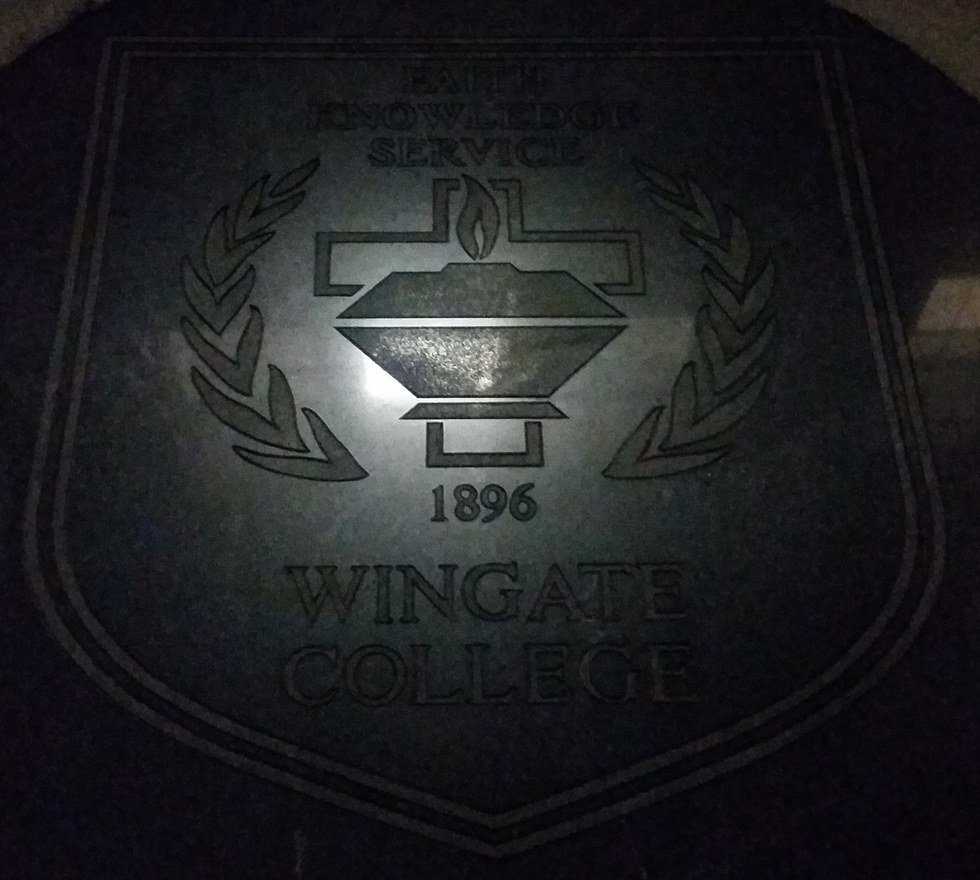 FAITH
KNOWLEDGE
SERVICE
1896
WINGATE
COLLEGE